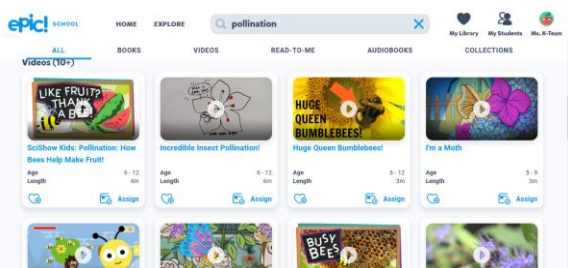 epic! SCHOOL
HOME
EXPLORE
pollination
My Library
My Students
Ms. K-Team
ALL
BOOKS
VIDEOS
READ-TO-ME
AUDIOBOOKS
COLLECTIONS
Videos (10+)
LIKE FRUIT?
THANK
A BEE!
SciShow Kids: Pollination: How
Bees Help Make Fruit!
Age 6 - 12
Length 4m
Assign
Incredible Insect Pollination!
Age 6 - 12
Length 6m
Assign
HUGE
QUEEN
BUMBLEBEES!
Huge Queen Bumblebees!
Age 6 - 12
Length 3m
Assign
I'm a Moth
Age 5 - 9
Length 3m
Assign
BUSY
BEES